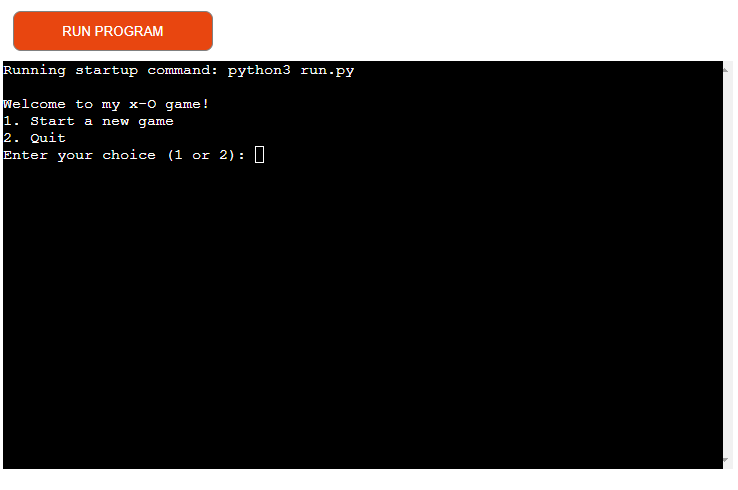 RUN PROGRAM
Running startup command: python3 run.py
Welcome to my x-O game!
1. Start a new game
2. Quit
Enter your choice (1 or 2):